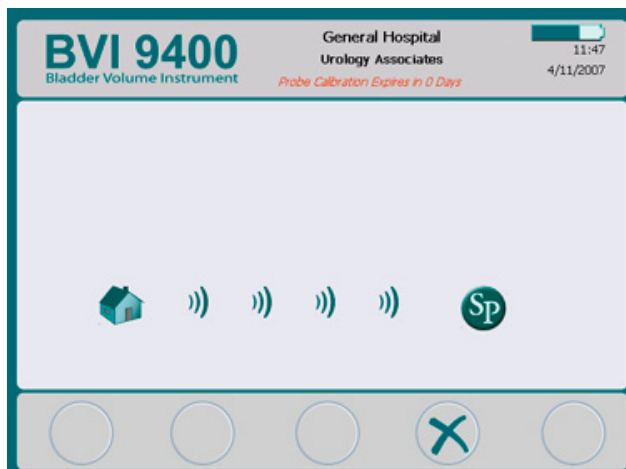 BVI 9400
Bladder Volume Instrument
General Hospital
Urology Associates
Probe Calibration Expires in 0 Days
11:47
4/11/2007
SP